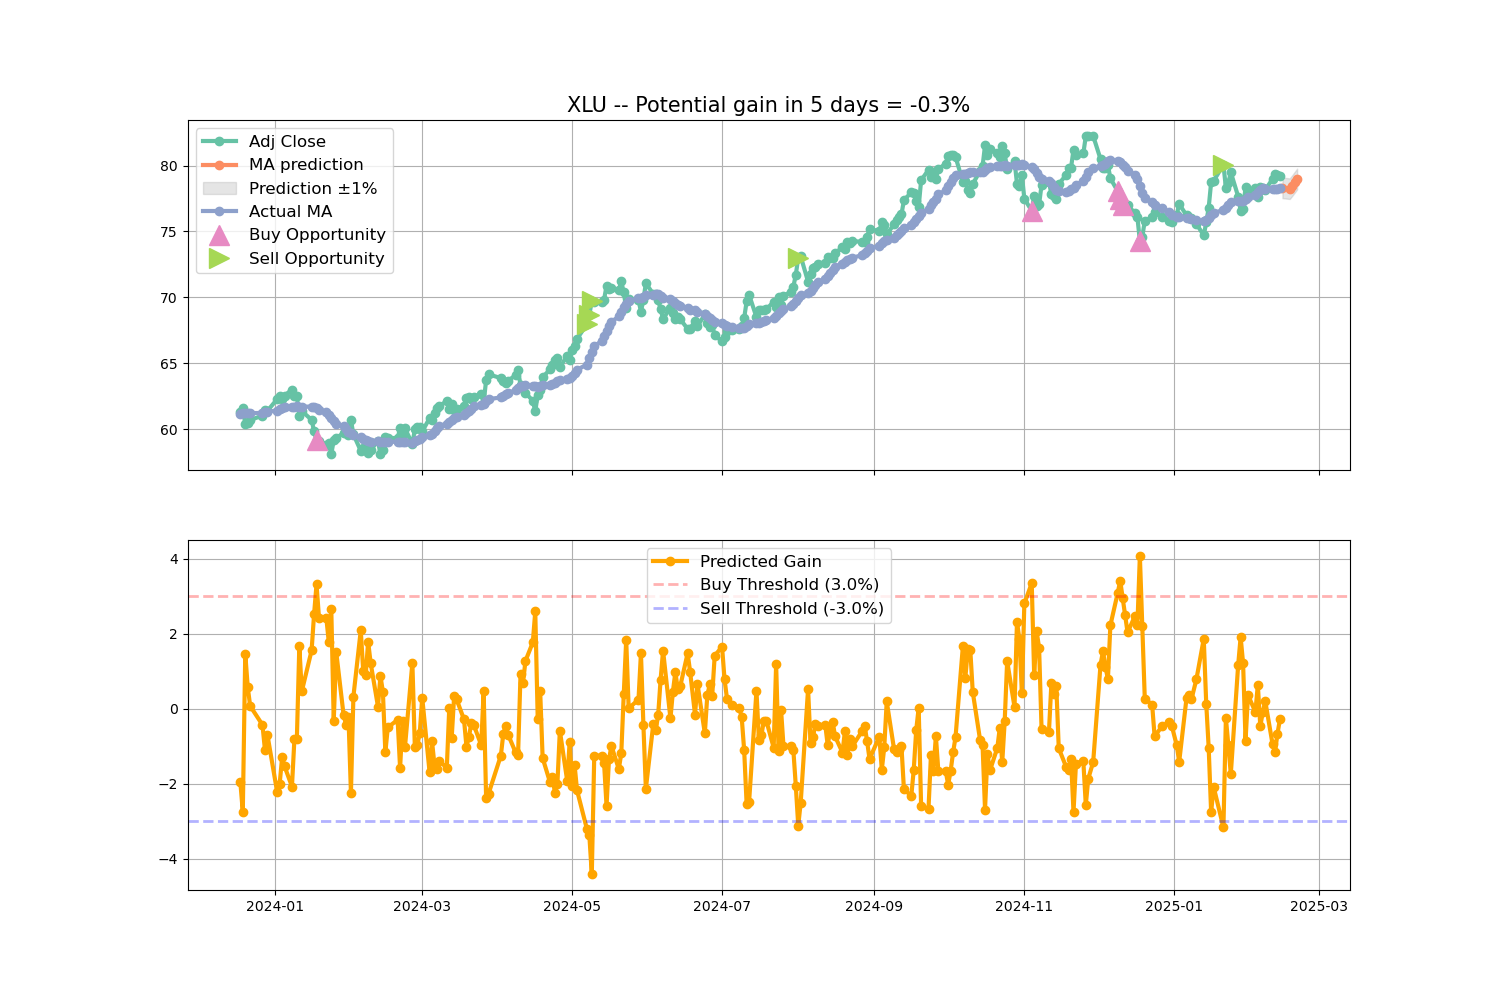 XLU -- Potential gain in 5 days = -0.3%
Adj Close
MA prediction
Prediction ±1%
Actual MA
Buy Opportunity
Sell Opportunity
80
75
70
65
60
Predicted Gain
Buy Threshold (3.0%)
Sell Threshold (-3.0%)
4
2
0
−2
−4
2024-01 2024-03 2024-05 2024-07 2024-09 2024-11 2025-01 2025-03